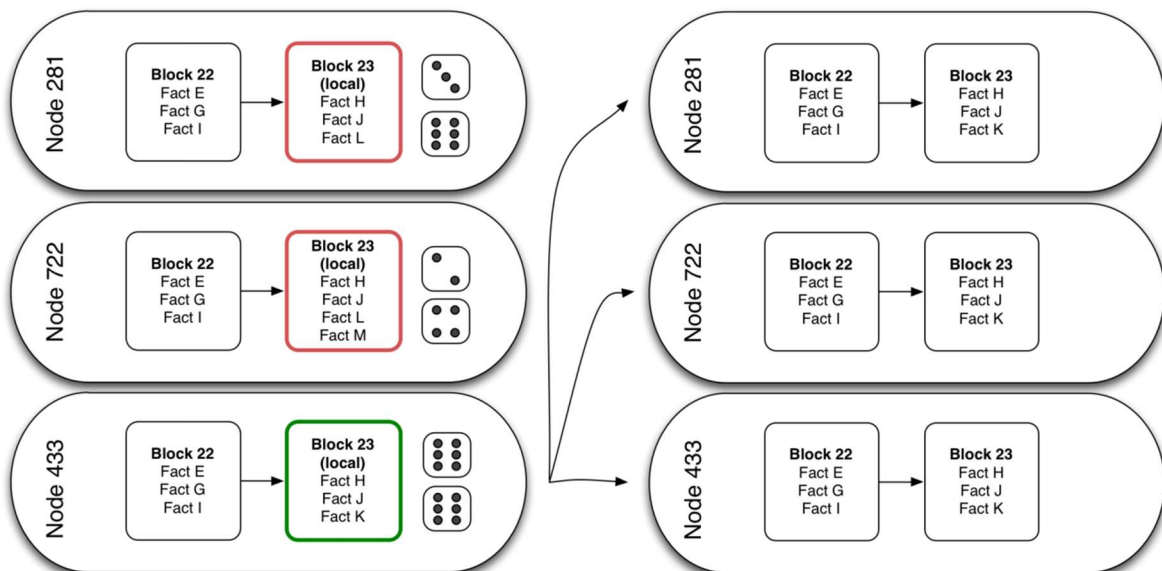 Node 281
Block 22
Fact E
Fact G
Fact I
Block 23
(local)
Fact H
Fact J
Fact L
Node 722
Block 22
Fact E
Fact G
Fact I
Block 23
(local)
Fact H
Fact J
Fact L
Fact M
Node 433
Block 22
Fact E
Fact G
Fact I
Block 23
(local)
Fact H
Fact J
Fact K
Node 281
Block 22
Fact E
Fact G
Fact I
Block 23
Fact H
Fact J
Fact K
Node 722
Block 22
Fact E
Fact G
Fact I
Block 23
Fact H
Fact J
Fact K
Node 433
Block 22
Fact E
Fact G
Fact I
Block 23
Fact H
Fact J
Fact K